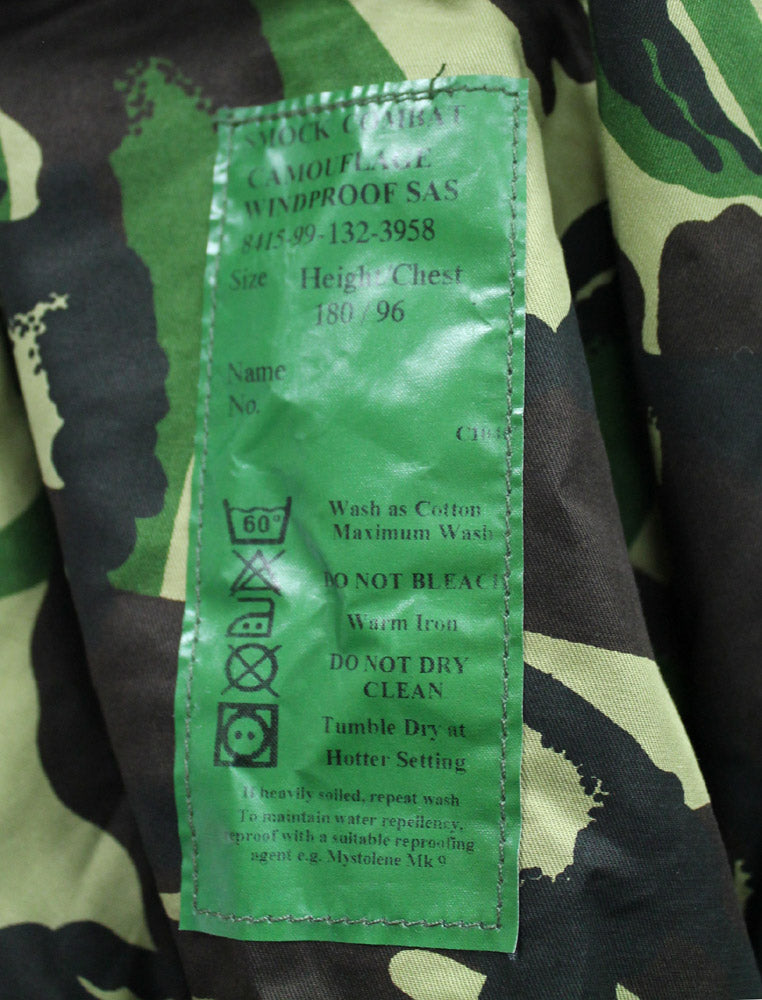 SMOCK COMBAT
CAMOUFLAGE
WINDPROOF SAS
8415-99-132-3958
Size Height/Chest
180 / 96
Name
No.
60°
Wash as Cotton
Maximum Wash
DO NOT BLEACH
Warm Iron
DO NOT DRY
CLEAN
Tumble Dry at
Hotter Setting
If heavily soiled, repeat wash
To maintain water repellency,
reproof with a suitable reproofing
agent e.g. Mystolene Mk 9